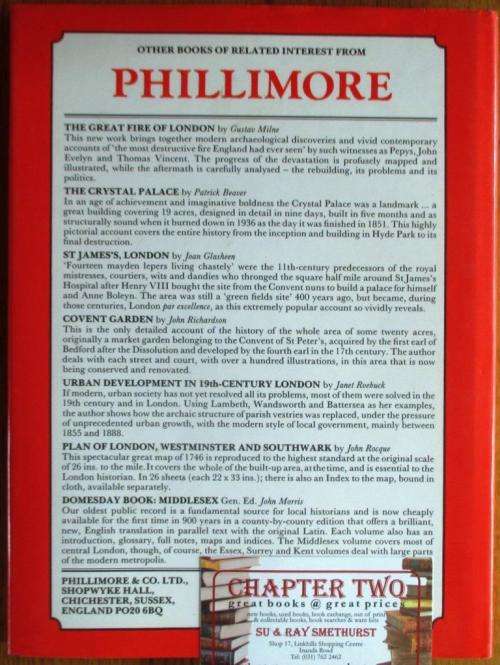 OTHER BOOKS OF RELATED INTEREST FROM
PHILLIMORE
THE GREAT FIRE OF LONDON by Gustav Milne
This new work brings together modern archaeological discoveries and vivid contemporary
accounts of 'the most destructive fire England had ever seen' by such witnesses as Pepys, John
Evelyn and Thomas Vincent. The progress of the devastation is profusely mapped and
illustrated, while the aftermath is carefully analysed – the rebuilding, its problems and its
politics.
THE CRYSTAL PALACE by Patrick Beaver
In an age of achievement and imaginative boldness the Crystal Palace was a landmark ... a
great building covering 19 acres, designed in detail in nine days, built in five months and as
structurally sound when it burned down in 1936 as the day it was finished in 1851. This highly
pictorial account covers the entire history from the inception and building in Hyde Park to its
final destruction.
ST JAMES'S, LONDON by Joan Glasheen
'Fourteen mayden lepers living chastely' were the 11th-century predecessors of the royal
mistresses, courtiers, wits and dandies who thronged the square half mile around St James's
Hospital after Henry VIII bought the site from the Convent nuns to build a palace for himself
and Anne Boleyn. The area was still a 'green fields site' 400 years ago, but became, during
those centuries, London par excellence, as this extremely popular account so vividly reveals.
COVENT GARDEN by John Richardson
This is the only detailed account of the history of the whole area of some twenty acres,
originally a market garden belonging to the Convent of St Peter's, acquired by the first earl of
Bedford after the Dissolution and developed by the fourth earl in the 17th century. The author
deals with each street and court, with over a hundred illustrations, in this area that is now
being conserved and renovated.
URBAN DEVELOPMENT IN 19th-CENTURY LONDON by Janet Roebuck
If modern, urban society has not yet resolved all its problems, most of them were solved in the
19th century and in London. Using Lambeth, Wandsworth and Battersea as her examples,
the author shows how the archaic structure of parish vestries was replaced, under the pressure
of unprecedented urban growth, with the modern style of local government, mainly between
1855 and 1888.
PLAN OF LONDON, WESTMINSTER AND SOUTHWARK by John Rocque
This spectacular great map of 1746 is reproduced to the highest standard at the original scale
of 26 ins. to the mile. It covers the whole of the built-up area, at the time, and is essential to the
London historian. In 26 sheets (each 22 x 33 ins.); there is also an Index to the map, bound in
cloth, available separately.
DOMESDAY BOOK: MIDDLESEX Gen. Ed. John Morris
Our oldest public record is a fundamental source for local historians and is now cheaply
available for the first time in 900 years in a county-by-county edition that offers a brilliant,
new, English translation in parallel text with the original Latin. Each volume also has an
introduction, glossary, full notes, maps and indices. The Middlesex volume covers most of
central London, though, of course, the Essex, Surrey and Kent volumes deal with large parts
of the modern metropolis.
PHILLIMORE & CO. LTD.,
SHOPWYKE HALL,
CHICHESTER, SUSSEX,
ENGLAND PO20 6BQ
CHAPTER TWO
great books @ great prices
new books, used books, book exchange, out of print
& collectable books, book searches & want lists
SU & RAY SMETHURST
Shop 17, Linkhills Shopping Centre
Inanda Road
Tel: (031) 762 2462